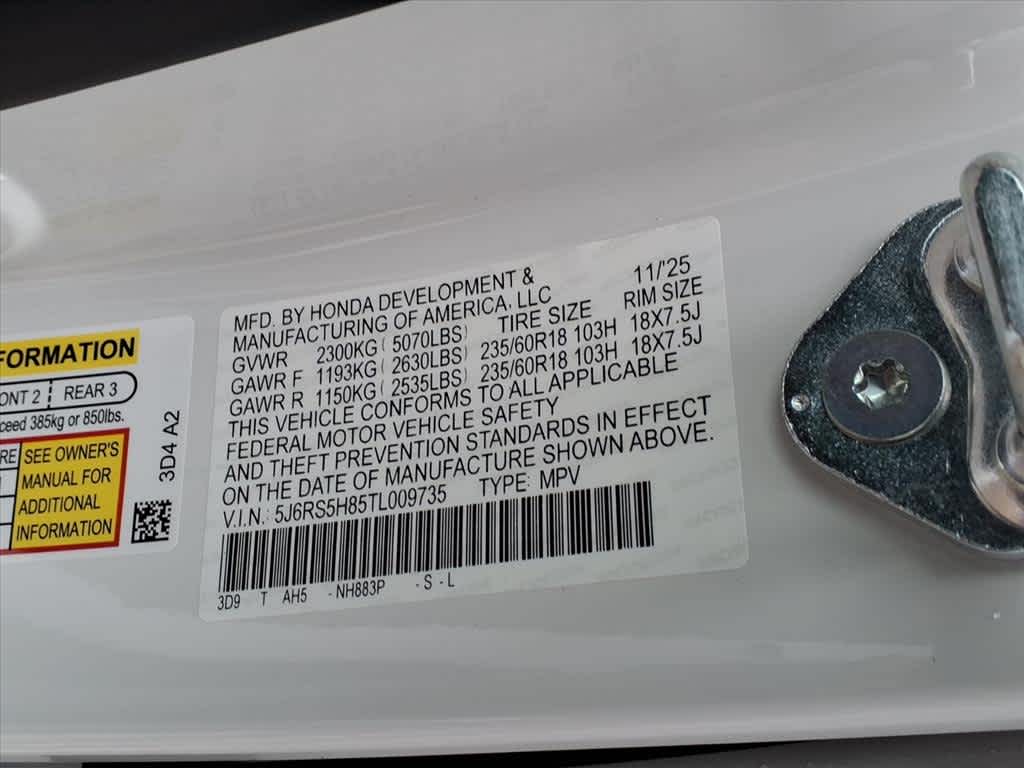 MFD. BY HONDA DEVELOPMENT & 11/'25
MANUFACTURING OF AMERICA, LLC
GVWR 2300KG ( 5070LBS) TIRE SIZE RIM SIZE
GAWR F 1193KG ( 2630LBS) 235/60R18 103H 18X7.5J
GAWR R 1150KG ( 2535LBS) 235/60R18 103H 18X7.5J
THIS VEHICLE CONFORMS TO ALL APPLICABLE
FEDERAL MOTOR VEHICLE SAFETY
AND THEFT PREVENTION STANDARDS IN EFFECT
ON THE DATE OF MANUFACTURE SHOWN ABOVE.
V.I.N.: 5J6RS5H85TL009735 TYPE: MPV
3D9 T AH5 - NH883P - S - L
FORMATION
ONT 2 REAR 3
ceed 385kg or 850lbs.
RE SEE OWNER'S
MANUAL FOR
ADDITIONAL
INFORMATION
3D4 A2